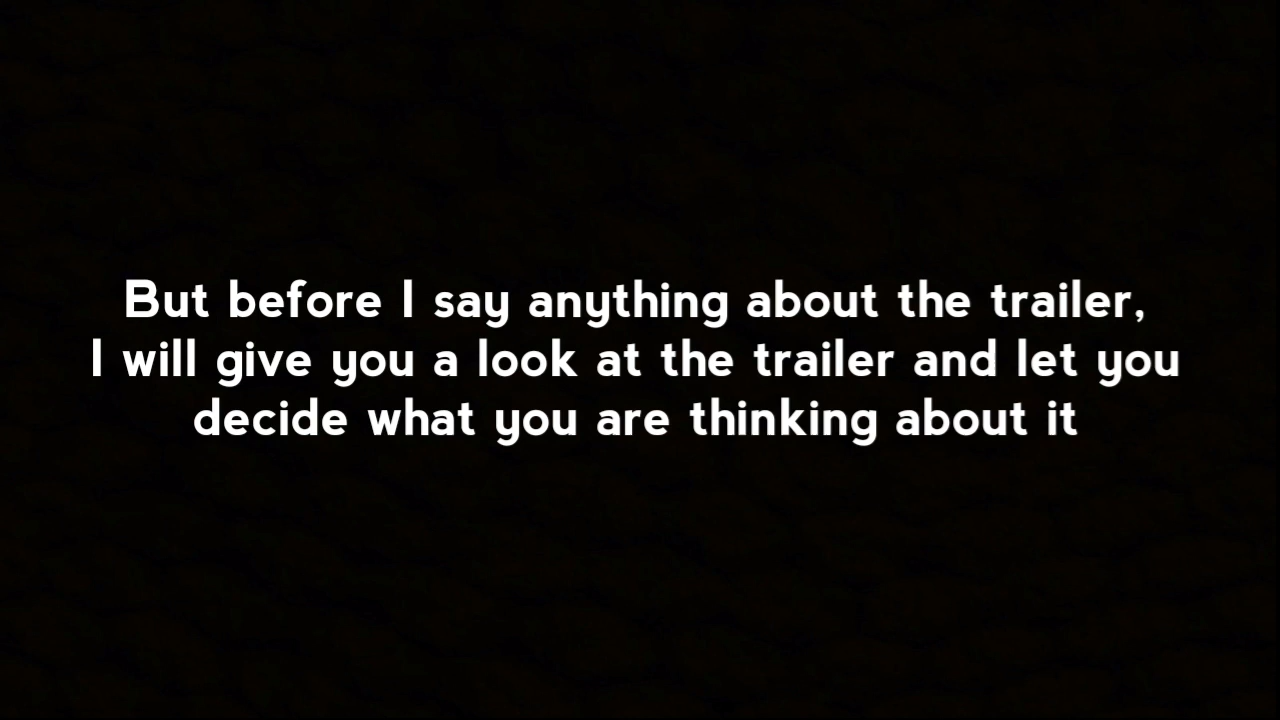 But before I say anything about the trailer,
I will give you a look at the trailer and let you
decide what you are thinking about it